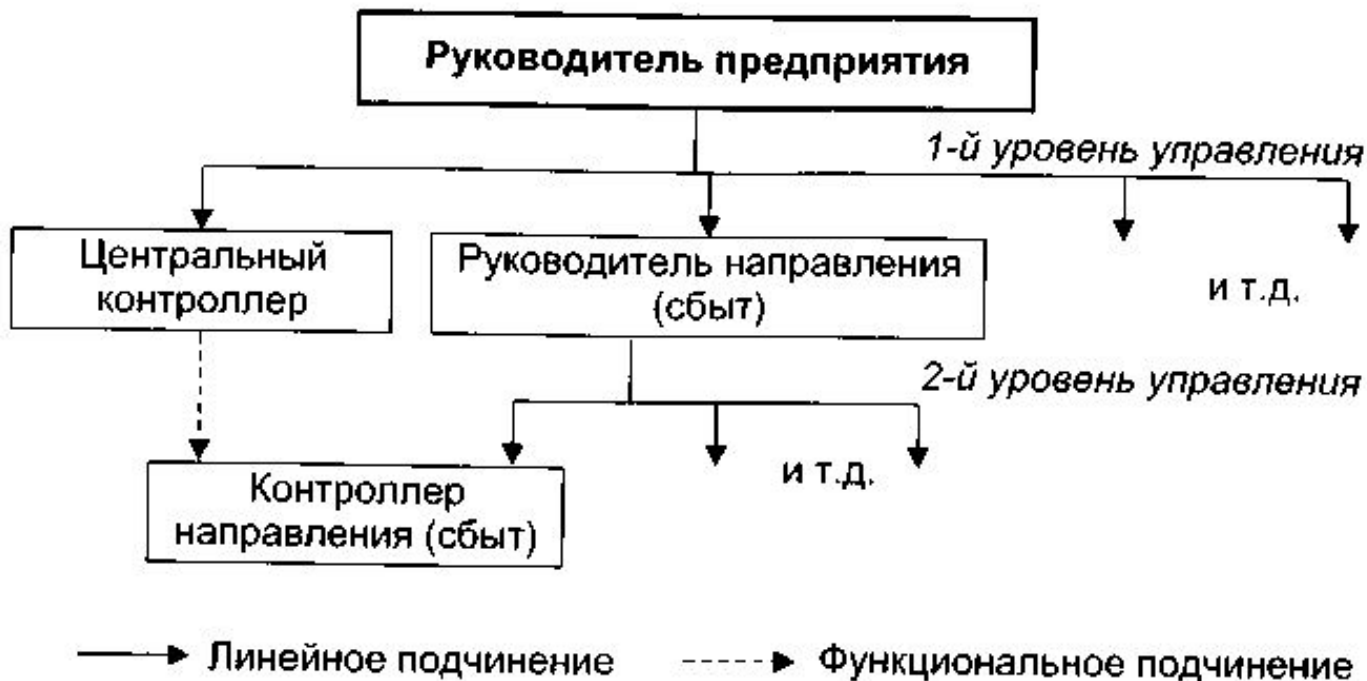 Руководитель предприятия
1-й уровень управления
Центральный
контроллер
Руководитель направления
(сбыт)
и т.д.
2-й уровень управления
и т.д.
Контроллер
направления (сбыт)
Линейное подчинение
Функциональное подчинение